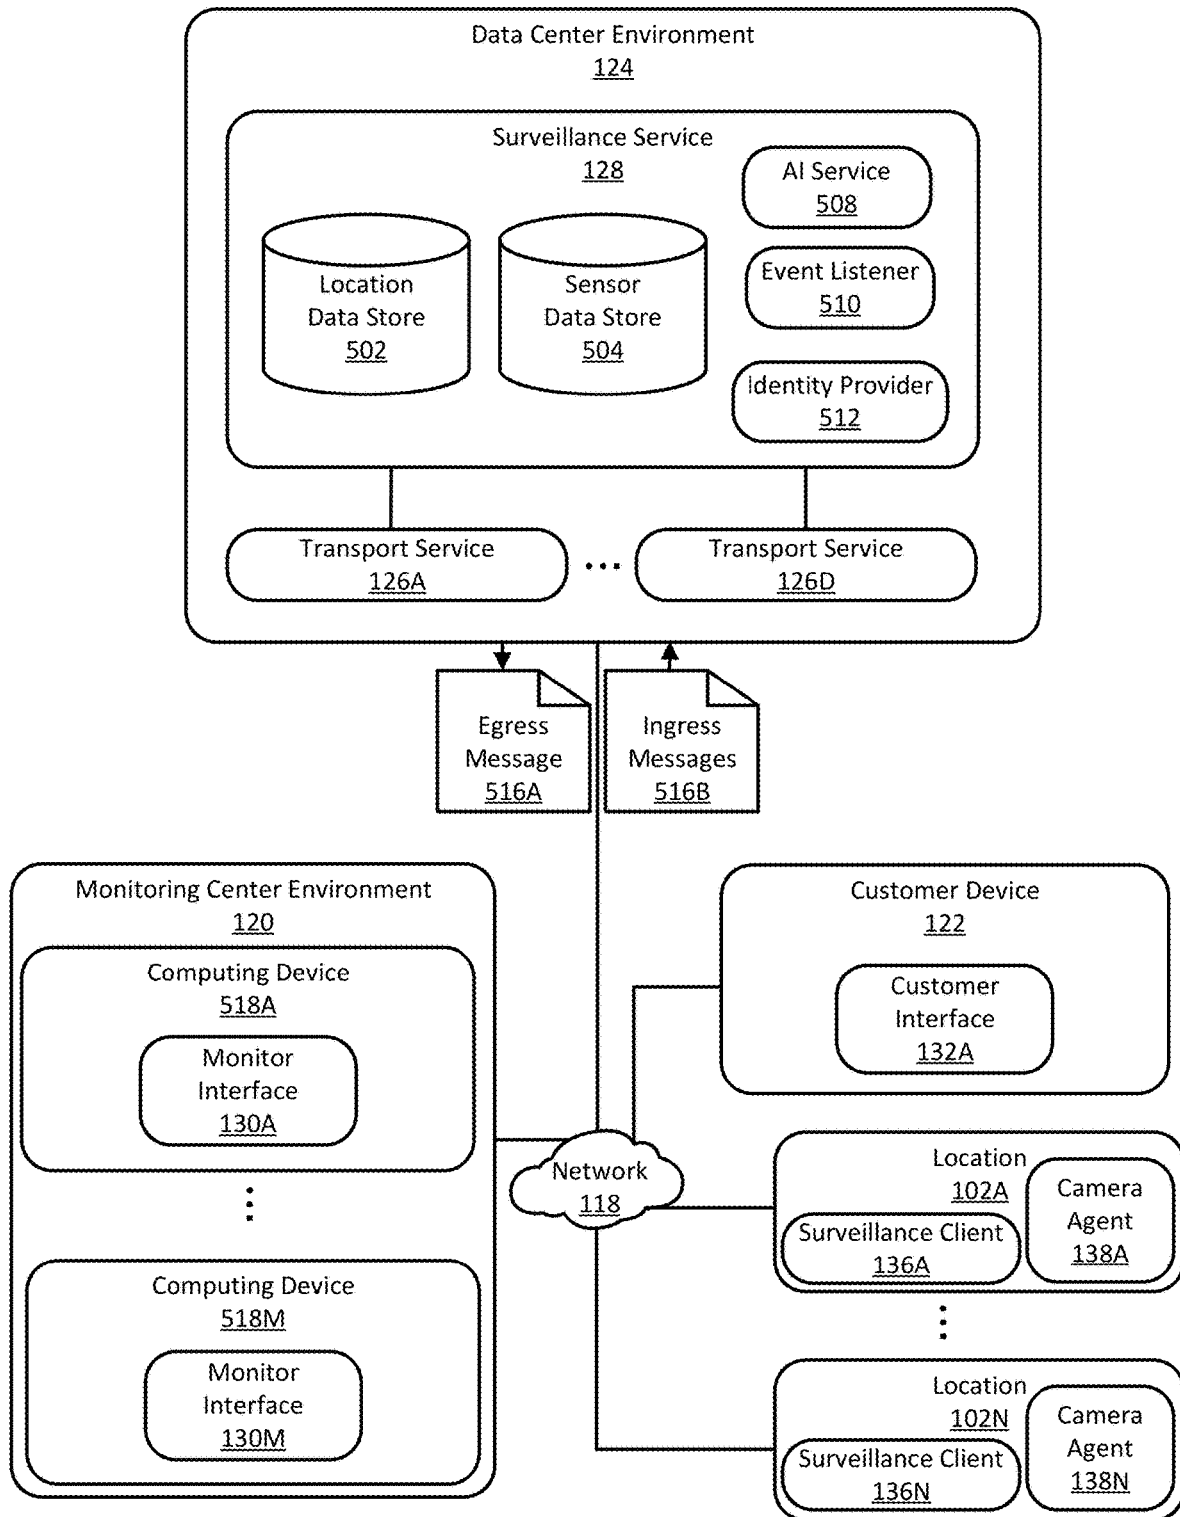 Data Center Environment
124
Surveillance Service
128
AI Service
508
Location
Data Store
502
Sensor
Data Store
504
Event Listener
510
Identity Provider
512
Transport Service
126A
...
Transport Service
126D
Egress
Message
516A
Ingress
Messages
516B
Monitoring Center Environment
120
Computing Device
518A
Monitor
Interface
130A
...
Computing Device
518M
Monitor
Interface
130M
Customer Device
122
Customer
Interface
132A
Network
118
Location
102A
Surveillance Client
136A
Camera
Agent
138A
...
Location
102N
Surveillance Client
136N
Camera
Agent
138N